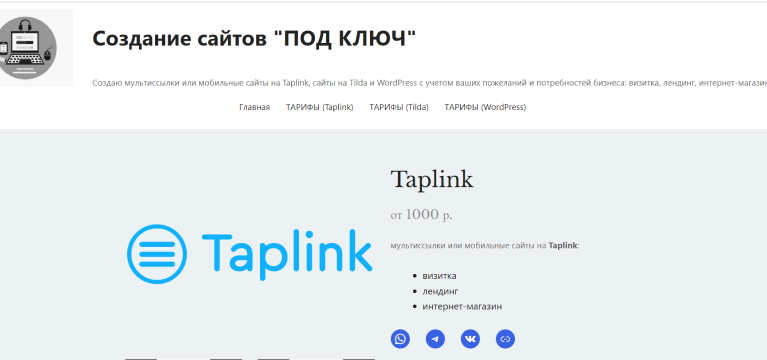 Создание сайтов "ПОД КЛЮЧ"
Создаю мультиссылки или мобильные сайты на Taplink, сайты на Tilda и WordPress с учетом ваших пожеланий и потребностей бизнеса: визитка, лендинг, интернет-магазин
Главная ТАРИФЫ (Taplink) ТАРИФЫ (Tilda) ТАРИФЫ (WordPress)
Taplink
Taplink
от 1000 р.
мультиссылки или мобильные сайты на Taplink:
визитка
лендинг
интернет-магазин